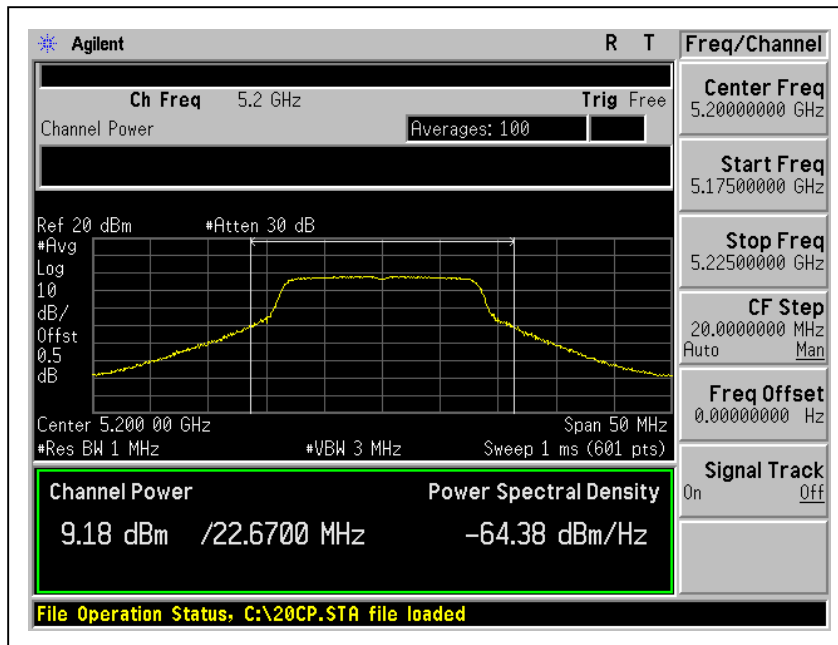 Agilent R T Freq/Channel
Ch Freq 5.2 GHz Trig Free
Channel Power Averages: 100
Ref 20 dBm #Atten 30 dB
#Avg
Log
10
dB/
Offst
0.5
dB
Center 5.200 00 GHz Span 50 MHz
#Res BW 1 MHz #VBW 3 MHz Sweep 1 ms (601 pts)
Channel Power Power Spectral Density
9.18 dBm /22.6700 MHz -64.38 dBm/Hz
File Operation Status, C:\20CP.STA file loaded
Center Freq
5.20000000 GHz
Start Freq
5.17500000 GHz
Stop Freq
5.22500000 GHz
CF Step
20.0000000 MHz
Auto Man
Freq Offset
0.00000000 Hz
Signal Track
On Off